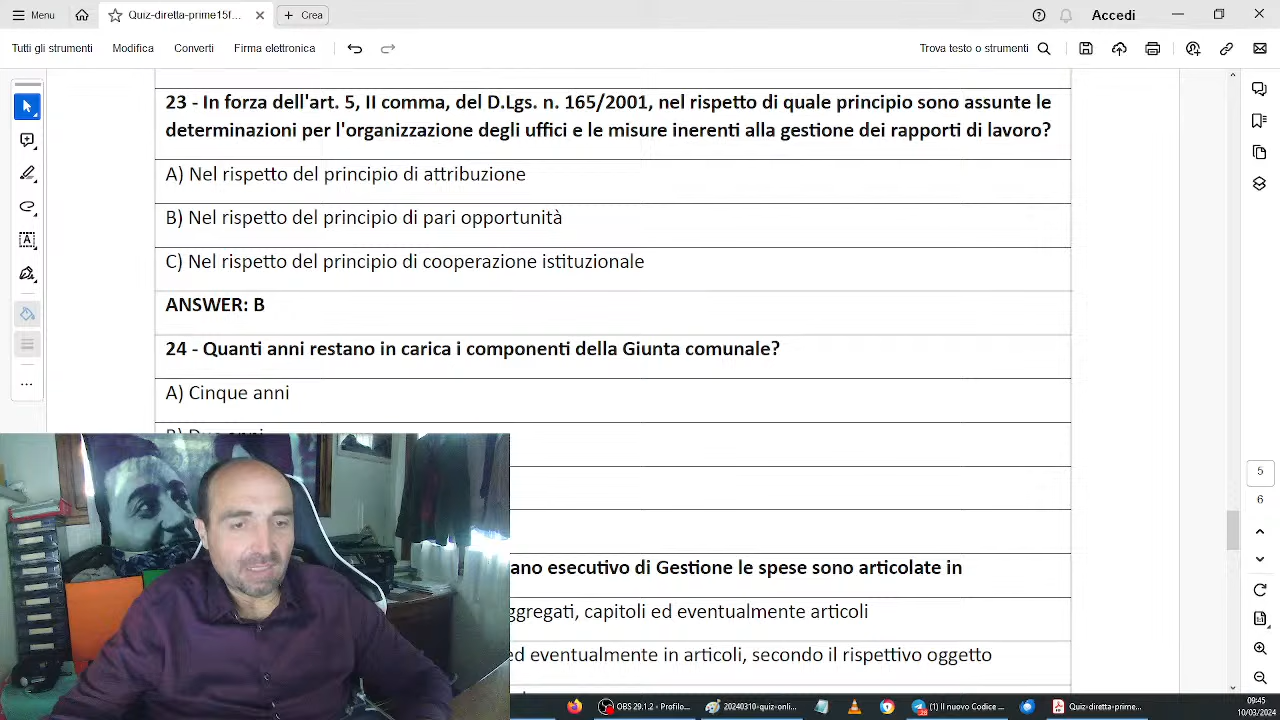 Menu
Quiz-diretta-prime15f...
Crea
Accedi
Tutti gli strumenti
Modifica
Converti
Firma elettronica
Trova testo o strumenti
23 - In forza dell'art. 5, II comma, del D.Lgs. n. 165/2001, nel rispetto di quale principio sono assunte le
determinazioni per l'organizzazione degli uffici e le misure inerenti alla gestione dei rapporti di lavoro?
A) Nel rispetto del principio di attribuzione
B) Nel rispetto del principio di pari opportunità
C) Nel rispetto del principio di cooperazione istituzionale
ANSWER: B
24 - Quanti anni restano in carica i componenti della Giunta comunale?
A) Cinque anni
ano esecutivo di Gestione le spese sono articolate in
ggregati, capitoli ed eventualmente articoli
ed eventualmente in articoli, secondo il rispettivo oggetto
5
6
OBS 29.1.2 - Profilo...
20240310-quiz-onli...
(1) Il nuovo Codice ...
Quiz-diretta-prime...
09:45
10/03/2024